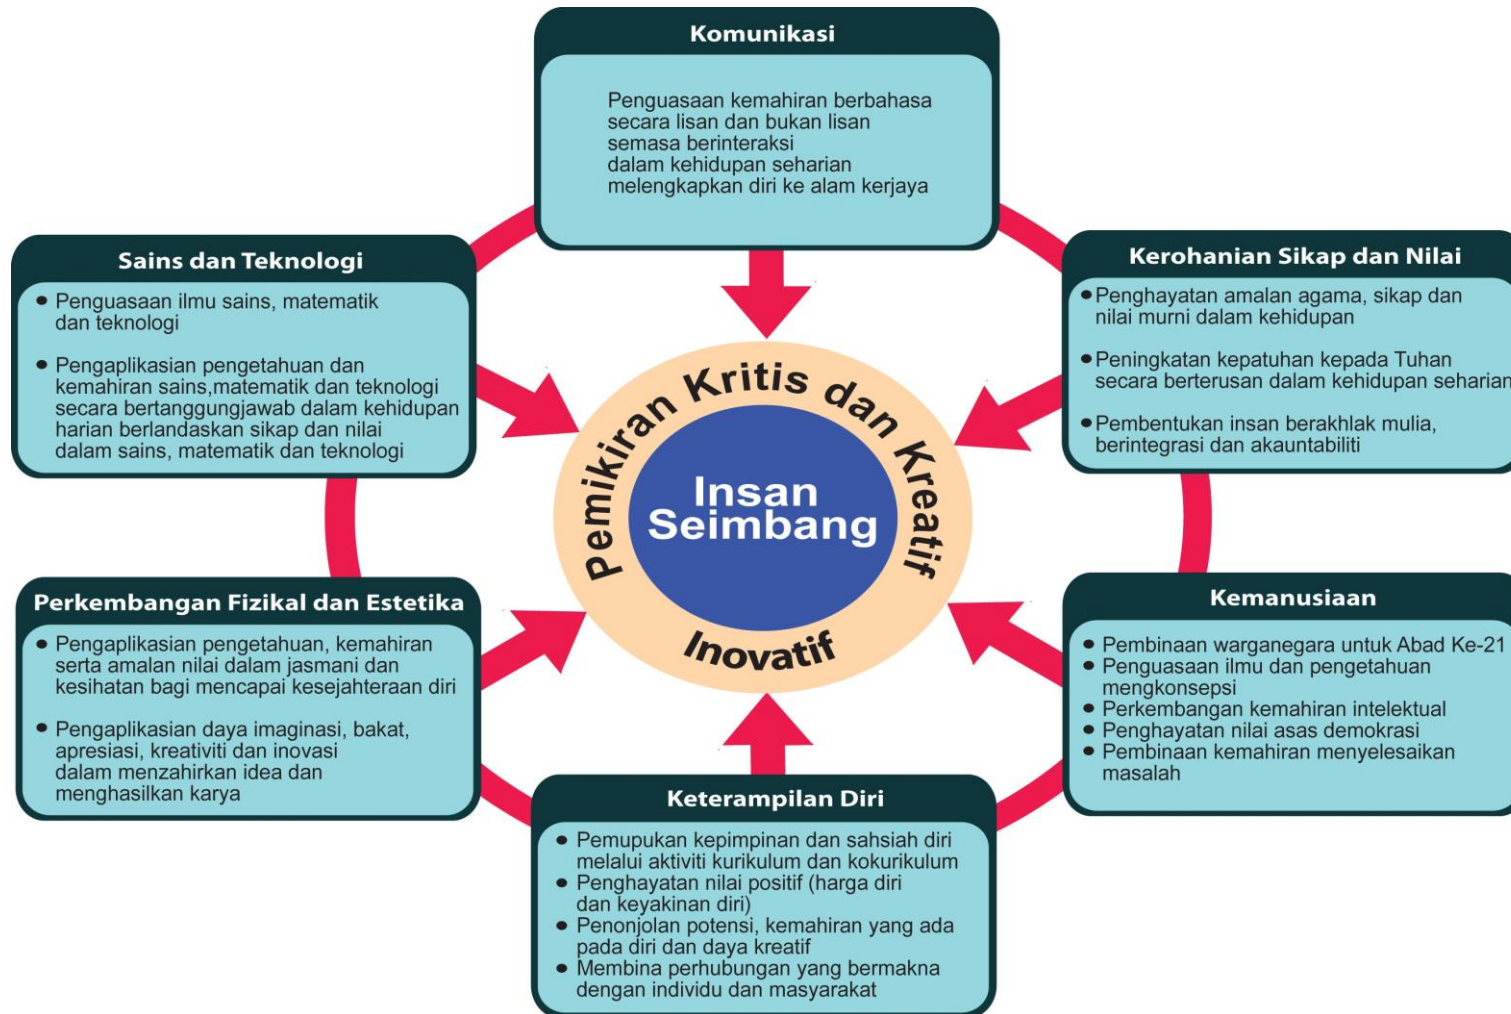 Komunikasi
Penguasaan kemahiran berbahasa
secara lisan dan bukan lisan
semasa berinteraksi
dalam kehidupan seharian
melengkapkan diri ke alam kerjaya
Sains dan Teknologi
• Penguasaan ilmu sains, matematik
dan teknologi
• Pengaplikasian pengetahuan dan
kemahiran sains,matematik dan teknologi
secara bertanggungjawab dalam kehidupan
harian berlandaskan sikap dan nilai
dalam sains, matematik dan teknologi
Kerohanian Sikap dan Nilai
• Penghayatan amalan agama, sikap dan
nilai murni dalam kehidupan
• Peningkatan kepatuhan kepada Tuhan
secara berterusan dalam kehidupan seharian
• Pembentukan insan berakhlak mulia,
berintegrasi dan akauntabiliti
Pemikiran Kritis dan Kreatif
Insan
Seimbang
Inovatif
Perkembangan Fizikal dan Estetika
• Pengaplikasian pengetahuan, kemahiran
serta amalan nilai dalam jasmani dan
kesihatan bagi mencapai kesejahteraan diri
• Pengaplikasian daya imaginasi, bakat,
apresiasi, kreativiti dan inovasi
dalam menzahirkan idea dan
menghasilkan karya
Kemanusiaan
• Pembinaan warganegara untuk Abad Ke-21
• Penguasaan ilmu dan pengetahuan
mengkonsepsi
• Perkembangan kemahiran intelektual
• Penghayatan nilai asas demokrasi
• Pembinaan kemahiran menyelesaikan
masalah
Keterampilan Diri
• Pemupukan kepimpinan dan sahsiah diri
melalui aktiviti kurikulum dan kokurikulum
• Penghayatan nilai positif (harga diri
dan keyakinan diri)
• Penonjolan potensi, kemahiran yang ada
pada diri dan daya kreatif
• Membina perhubungan yang bermakna
dengan individu dan masyarakat